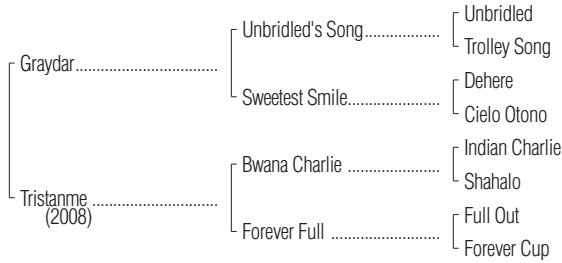 Unbridled
Unbridled's Song
Trolley Song
Graydar
Dehere
Sweetest Smile
Cielo Otono
Indian Charlie
Bwana Charlie
Shahalo
Tristanme
(2008)
Full Out
Forever Full
Forever Cup